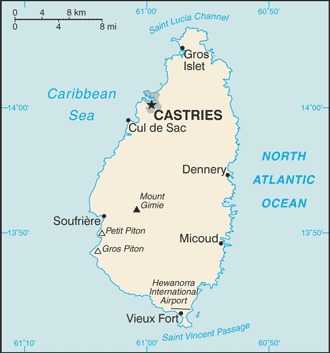 0 4 8 km
0 4 8 mi
61°00'
60°50'
Saint Lucia Channel
Gros
Islet
Caribbean
Sea
14°00'
14°00'
CASTRIES
Cul de Sac
NORTH
ATLANTIC
OCEAN
Dennery
Mount
Gimie
Soufrière
Petit Piton
13°50'
13°50'
Gros Piton
Micoud
Hewanorra
International
Airport
Vieux Fort
Saint Vincent Passage
61°10'
61°00'
60°50'